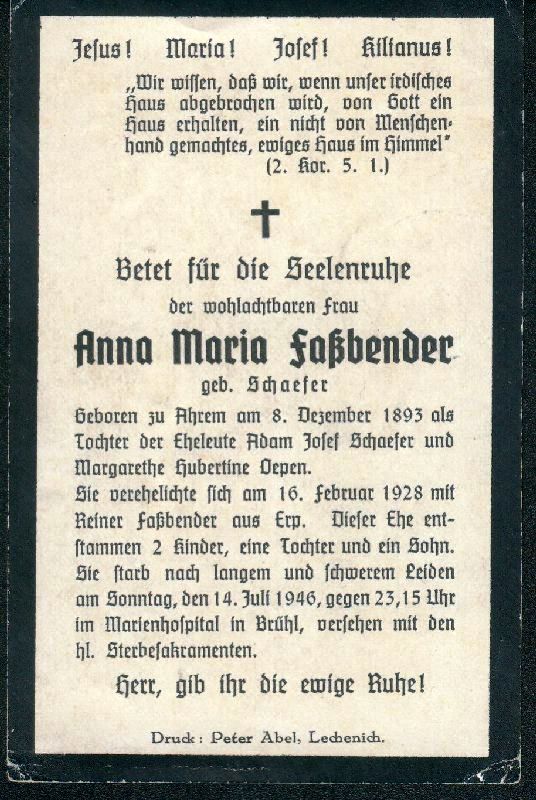 Jesus! Maria! Josef! Kilianus!
„Wir wissen, daß wir, wenn unser irdisches
Haus abgebrochen wird, von Gott ein
Haus erhalten, ein nicht von Menschen-
hand gemachtes, ewiges Haus im Himmel"
(2. Kor. 5. 1.)
Betet für die Seelenruhe
der wohlachtbaren Frau
Anna Maria Faßbender
geb. Schaefer
Geboren zu Ahrem am 8. Dezember 1893 als
Tochter der Eheleute Adam Josef Schaefer und
Margarethe Hubertine Oepen.
Sie verehelichte sich am 16. Februar 1928 mit
Reiner Faßbender aus Erp. Dieser Ehe ent-
stammen 2 Kinder, eine Tochter und ein Sohn.
Sie starb nach langem und schwerem Leiden
am Sonntag, den 14. Juli 1946, gegen 23,15 Uhr
im Marienhospital in Brühl, versehen mit den
hl. Sterbesakramenten.
Herr, gib ihr die ewige Ruhe!
Druck: Peter Abel, Lechenich.